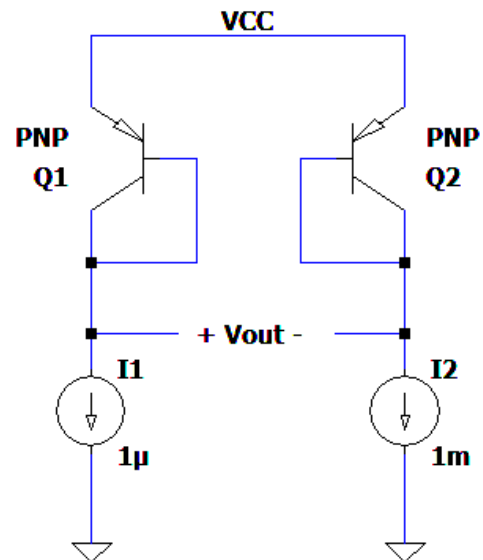 VCC
PNP
Q1
PNP
Q2
+ Vout -
I1
1µ
I2
1m